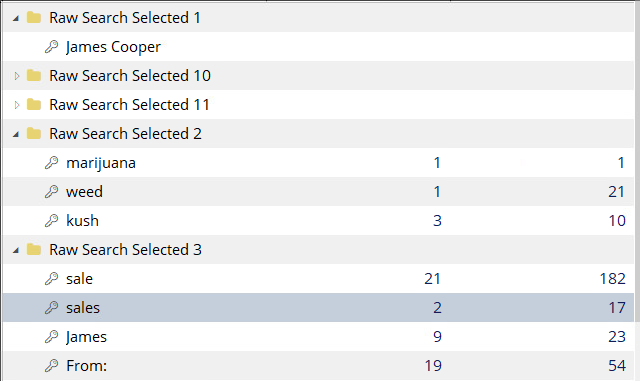 Raw Search Selected 1
James Cooper
Raw Search Selected 10
Raw Search Selected 11
Raw Search Selected 2
marijuana 1 1
weed 1 21
kush 3 10
Raw Search Selected 3
sale 21 182
sales 2 17
James 9 23
From: 19 54